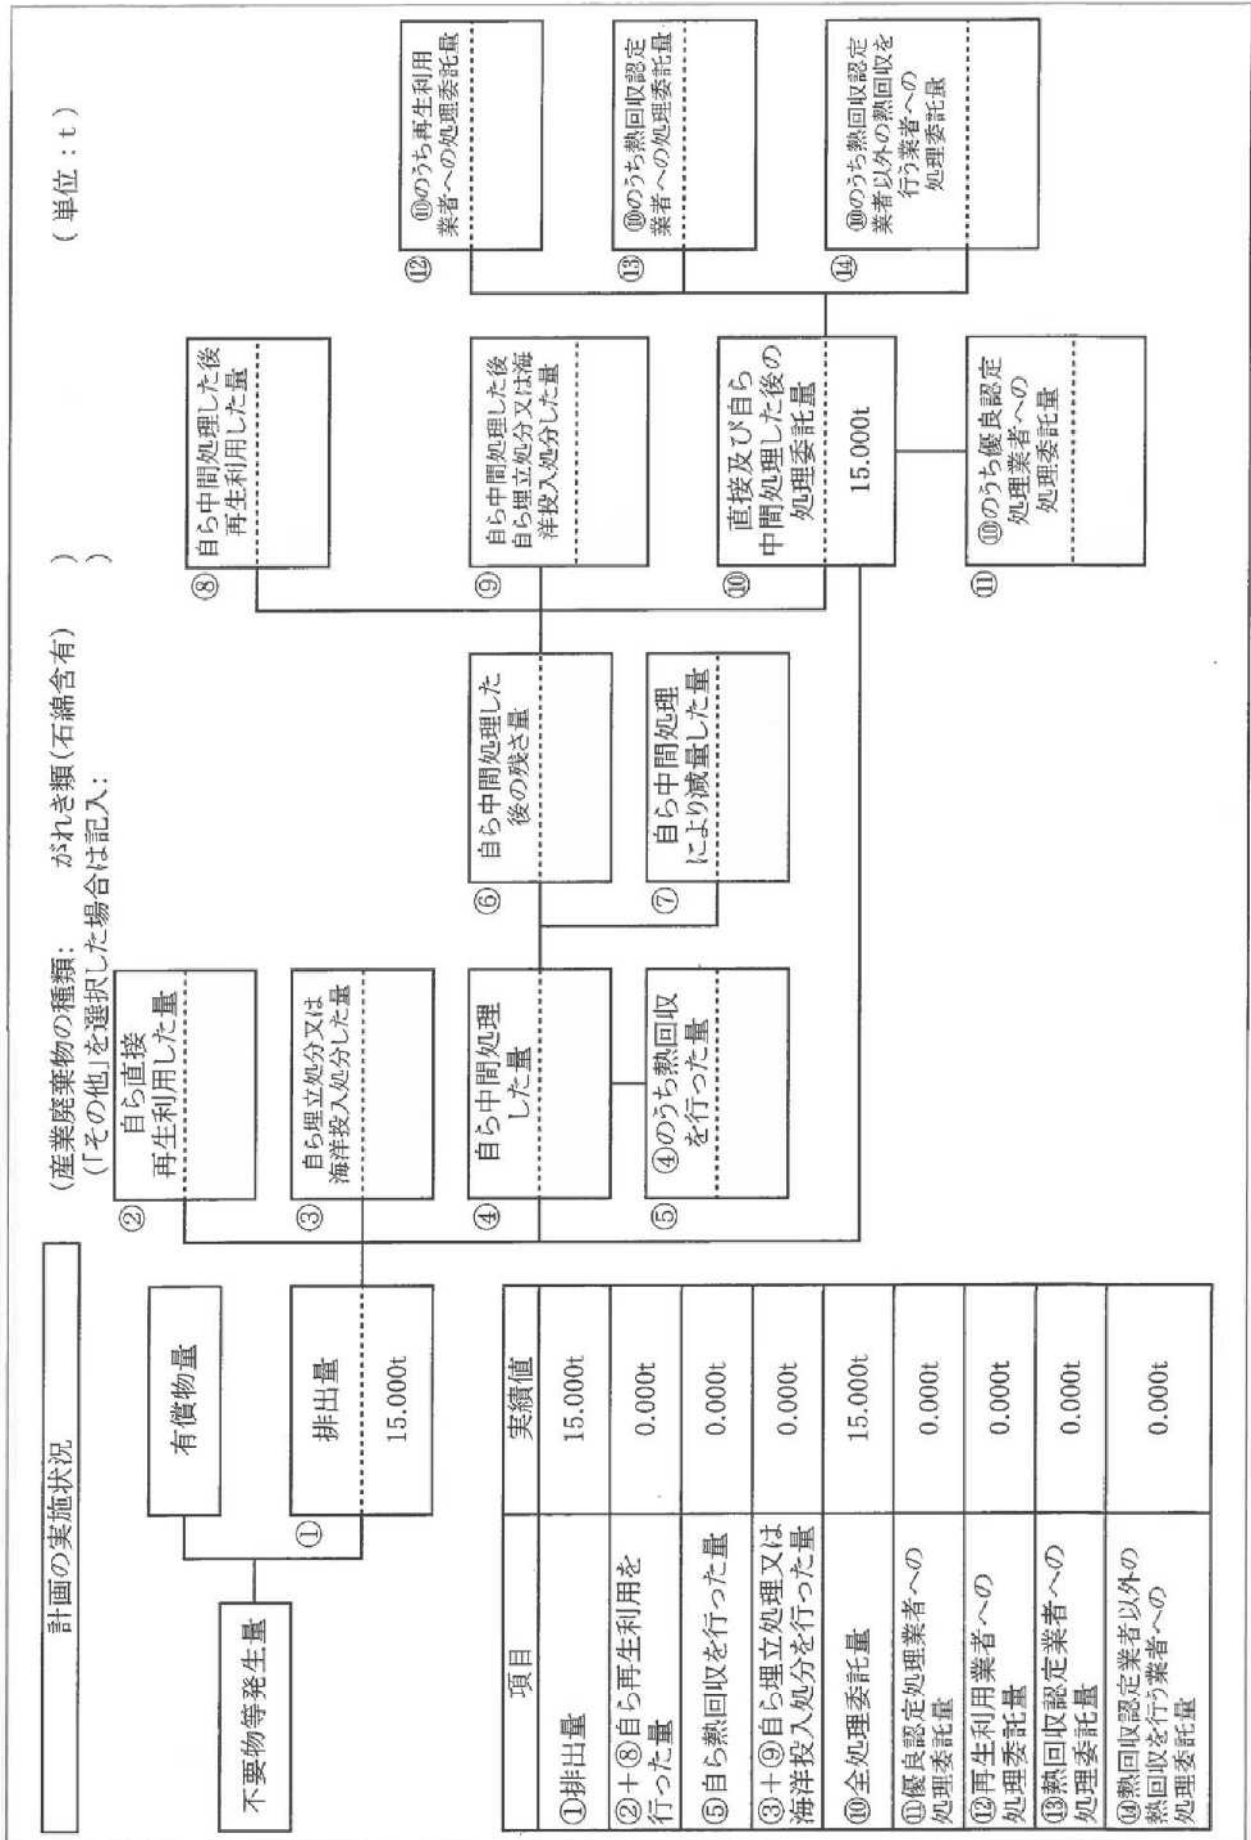 計画の実施状況
(産業廃棄物の種類: がれき類(石綿含有) )
(「その他」を選択した場合は記入: )
(単位:t)
不要物等発生量
有償物量
①
排出量
15.000t
②
自ら直接
再生利用した量
③
自ら埋立処分又は
海洋投入処分した量
④
自ら中間処理
した量
⑤
④のうち熱回収
を行った量
⑥
自ら中間処理した
後の残さ量
⑦
自ら中間処理
により減量した量
⑧
自ら中間処理した後
再生利用した量
⑨
自ら中間処理した後
自ら埋立処分又は海
洋投入処分した量
⑩
直接及び自ら
中間処理した後の
処理委託量
15.000t
⑪
⑩のうち優良認定
処理業者への
処理委託量
⑫
⑩のうち再生利用
業者への処理委託量
⑬
⑩のうち熱回収認定
業者への処理委託量
⑭
⑩のうち熱回収認定
業者以外の熱回収を
行う業者への
処理委託量
項目 実績値
①排出量 15.000t
②+⑧自ら再生利用を
行った量 0.000t
⑤自ら熱回収を行った量 0.000t
③+⑨自ら埋立処理又は
海洋投入処分を行った量 0.000t
⑩全処理委託量 15.000t
⑪優良認定処理業者への
処理委託量 0.000t
⑫再生利用業者への
処理委託量 0.000t
⑬熱回収認定業者への
処理委託量 0.000t
⑭熱回収認定業者以外の
熱回収を行う業者への
処理委託量 0.000t